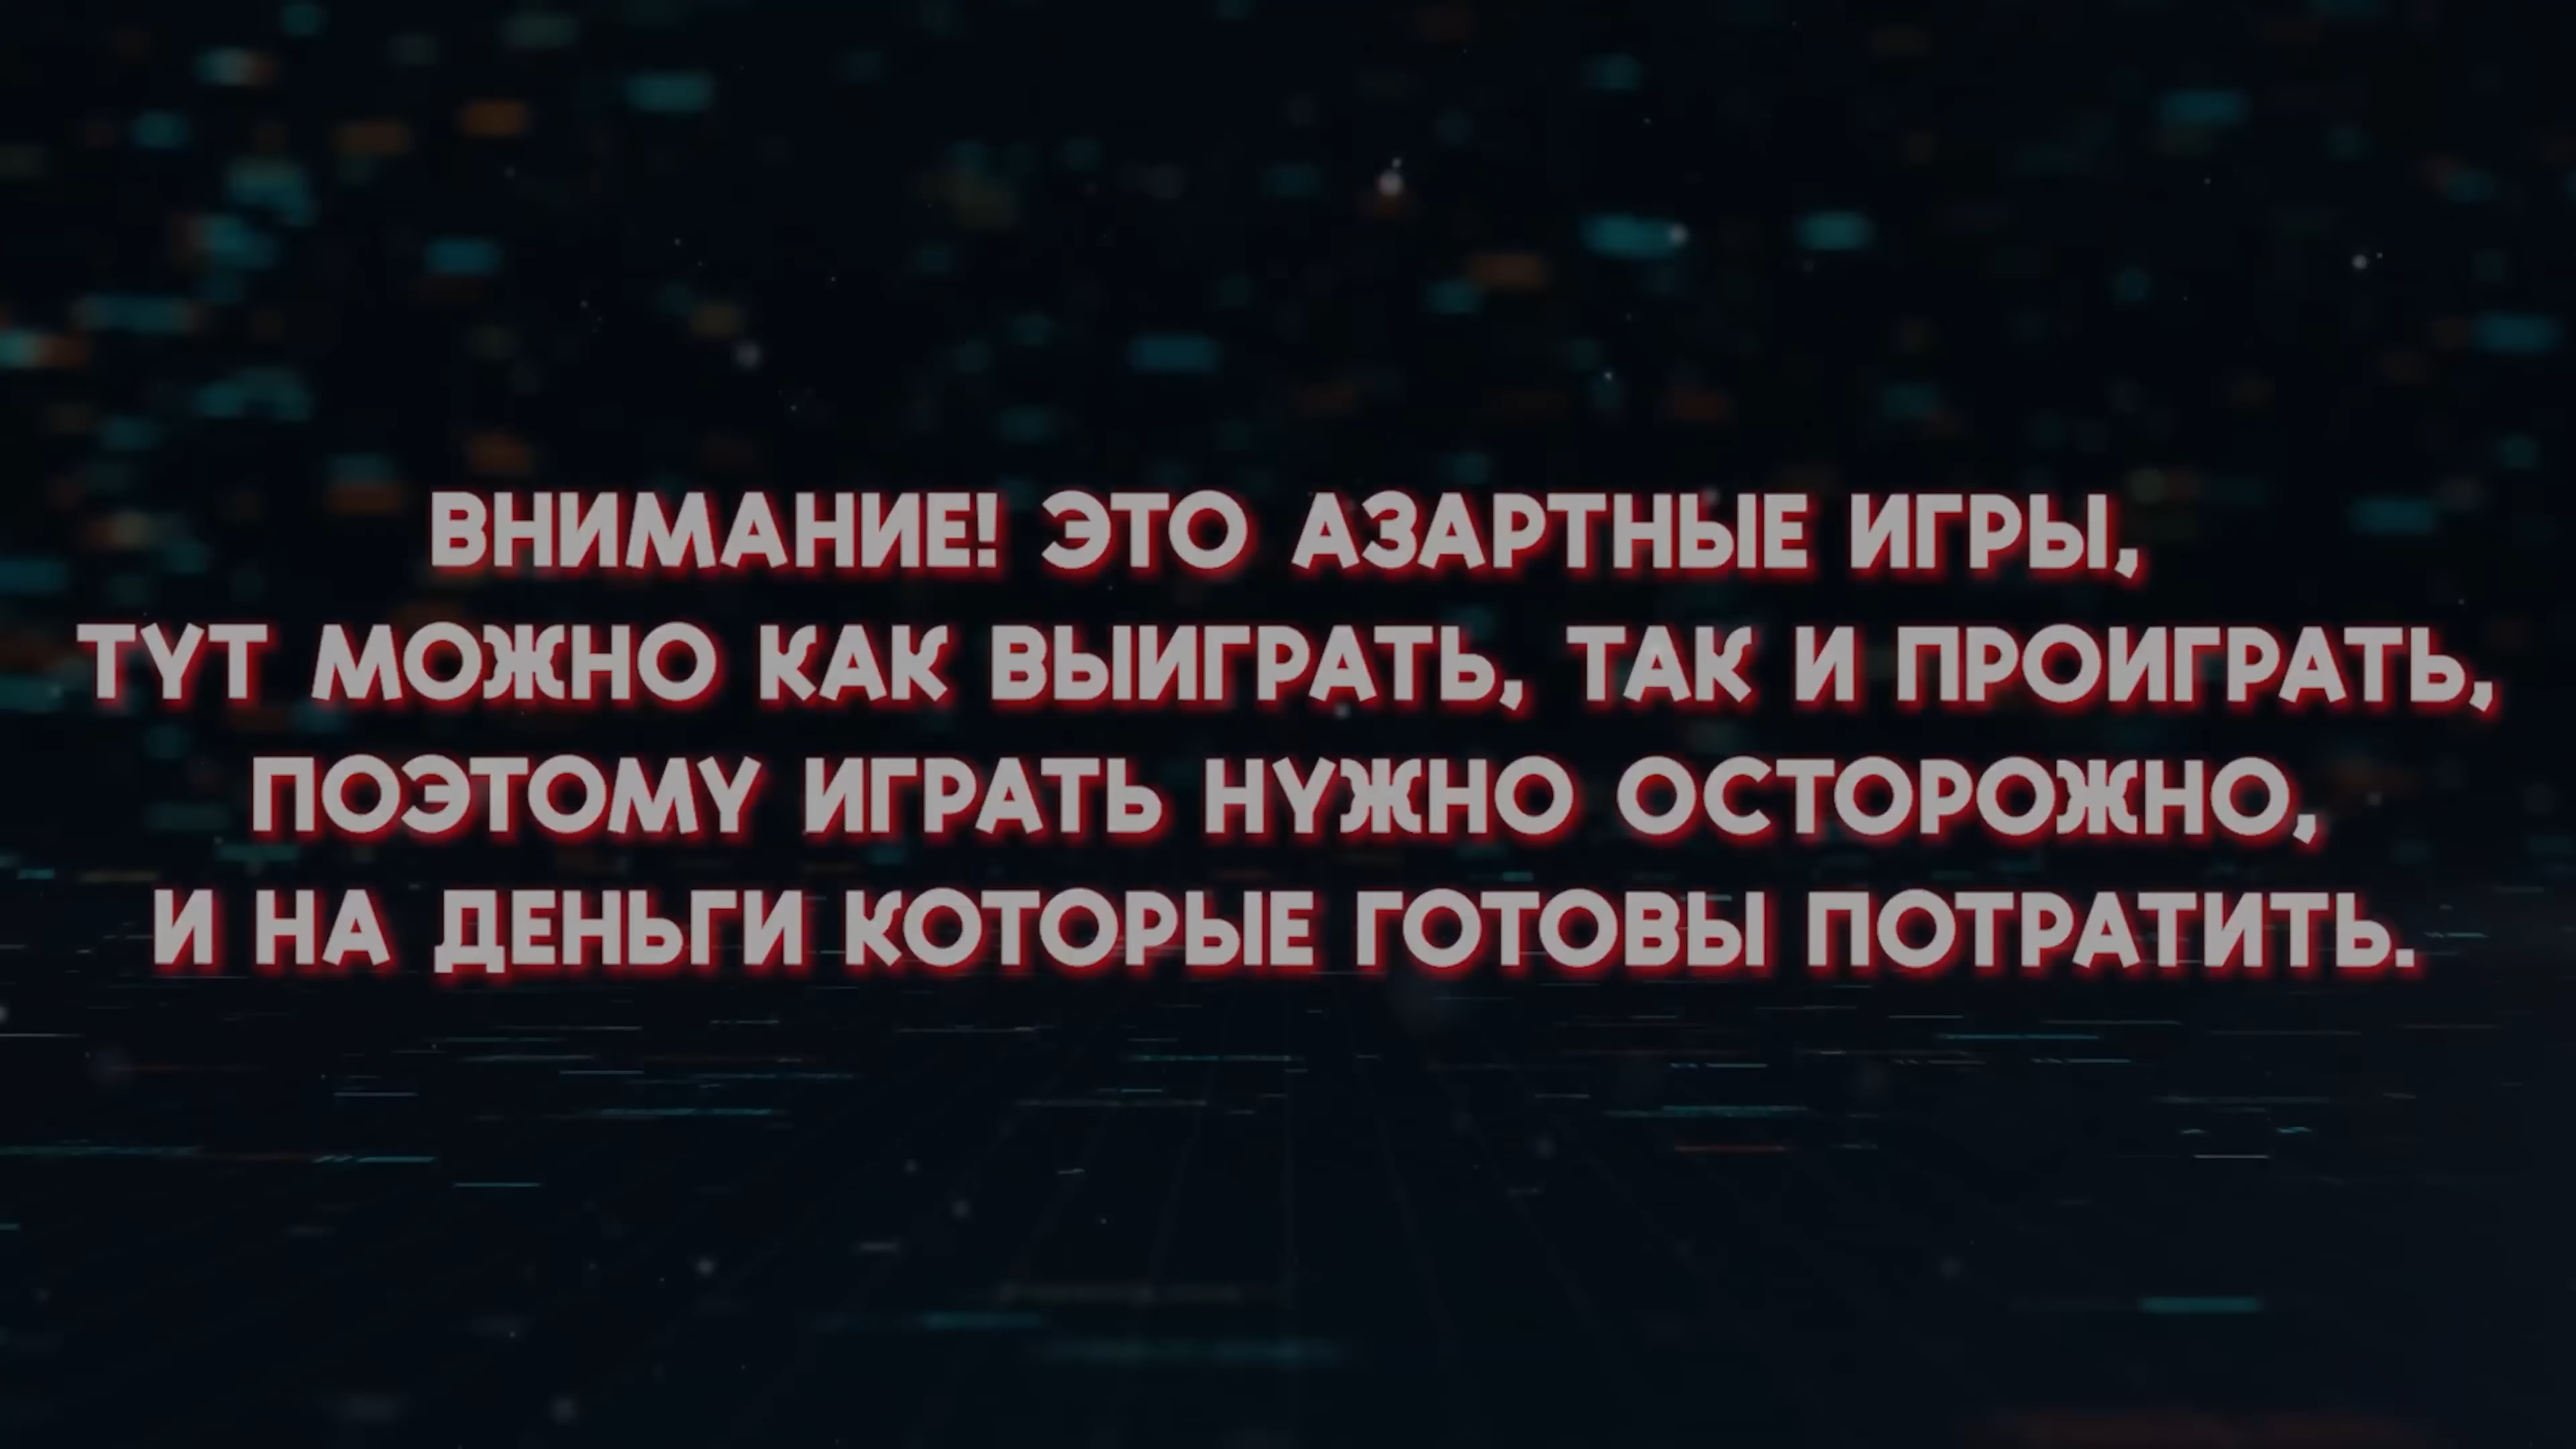 ВНИМАНИЕ! ЭТО АЗАРТНЫЕ ИГРЫ,
ТУТ МОЖНО КАК ВЫИГРАТЬ, ТАК И ПРОИГРАТЬ,
ПОЭТОМУ ИГРАТЬ НУЖНО ОСТОРОЖНО,
И НА ДЕНЬГИ КОТОРЫЕ ГОТОВЫ ПОТРАТИТЬ.